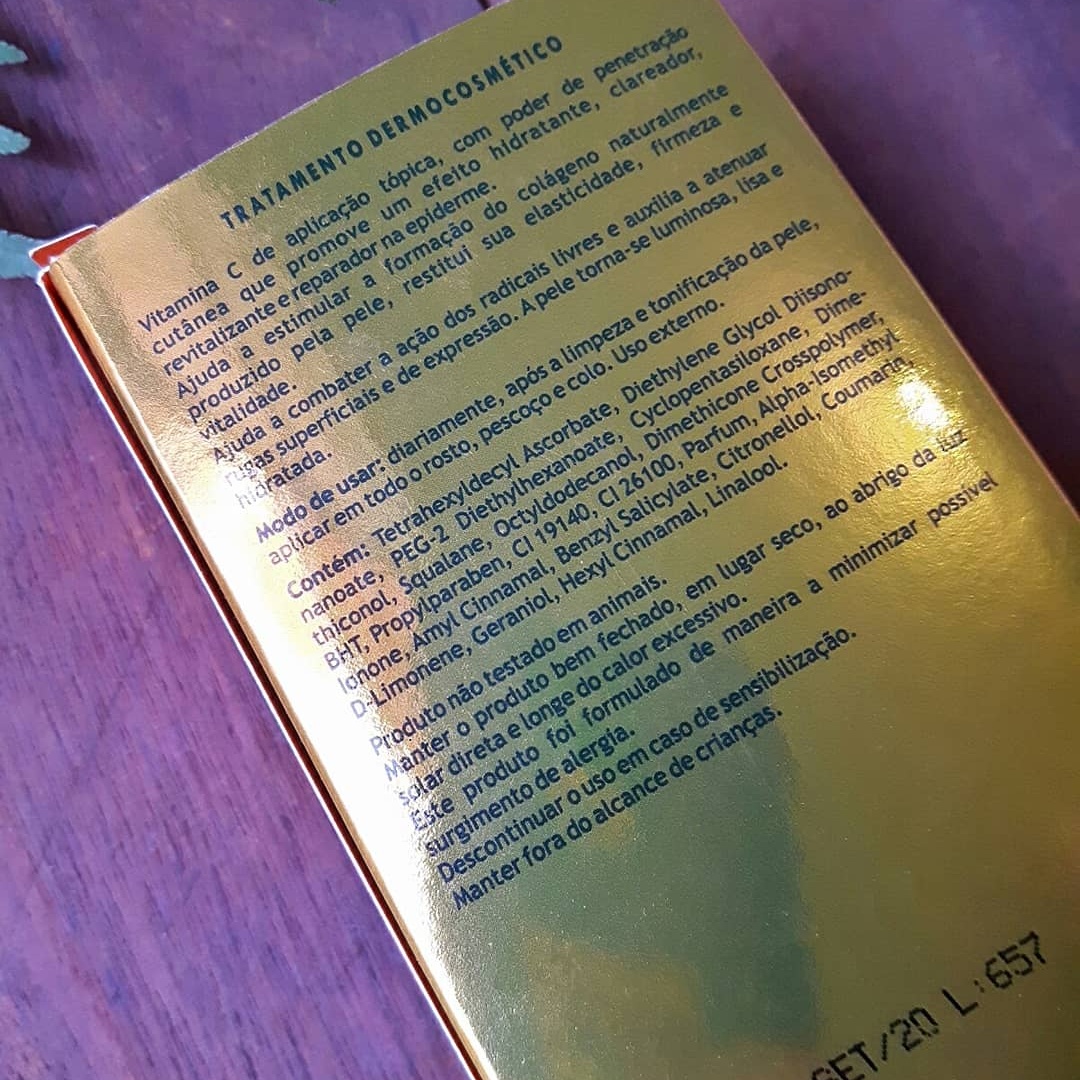 TRATAMENTO DERMOCOSMÉTICO
Vitamina C de aplicação tópica, com poder de penetração
cutânea que promove um efeito hidratante, clareador,
revitalizante e reparador na epiderme.
Ajuda a estimular a formação do colágeno naturalmente
produzido pela pele, restitui sua elasticidade, firmeza e
vitalidade.
Ajuda a combater a ação dos radicais livres e auxilia a atenuar
rugas superficiais e de expressão. A pele torna-se luminosa, lisa e
hidratada.
Modo de usar: diariamente, após a limpeza e tonificação da pele,
aplicar em todo o rosto, pescoço e colo. Uso externo.
Contém: Tetrahexyldecyl Ascorbate, Diethylene Glycol Diisono-
nanoate, PEG-2 Diethylhexanoate, Cyclopentasiloxane, Dime-
thiconol, Squalane, Octyldodecanol, Dimethicone Crosspolymer,
BHT, Propylparaben, CI 19140, CI 26100, Parfum, Alpha-Isomethyl
Ionone, Amyl Cinnamal, Benzyl Salicylate, Citronellol, Coumarin,
D-Limonene, Geraniol, Hexyl Cinnamal, Linalool.
Produto não testado em animais.
Manter o produto bem fechado, em lugar seco, ao abrigo da luz
solar direta e longe do calor excessivo.
Este produto foi formulado de maneira a minimizar possível
surgimento de alergia.
Descontinuar o uso em caso de sensibilização.
Manter fora do alcance de crianças.
SET/20 L:657